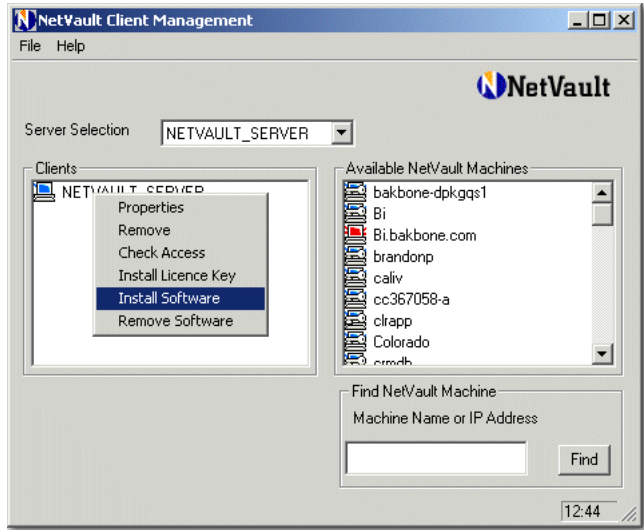 NetVault Client Management
File Help
NetVault
Server Selection
NETVAULT_SERVER
Clients
NETVAULT_SERVER
Properties
Remove
Check Access
Install Licence Key
Install Software
Remove Software
Available NetVault Machines
bakbone-dpkgqs1
Bi
Bi.bakbone.com
brandonp
caliv
cc367058-a
clrapp
Colorado
crmdb
Find NetVault Machine
Machine Name or IP Address
Find
12:44